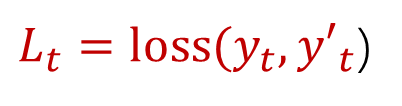 L_t = loss(y_t, y'_t)